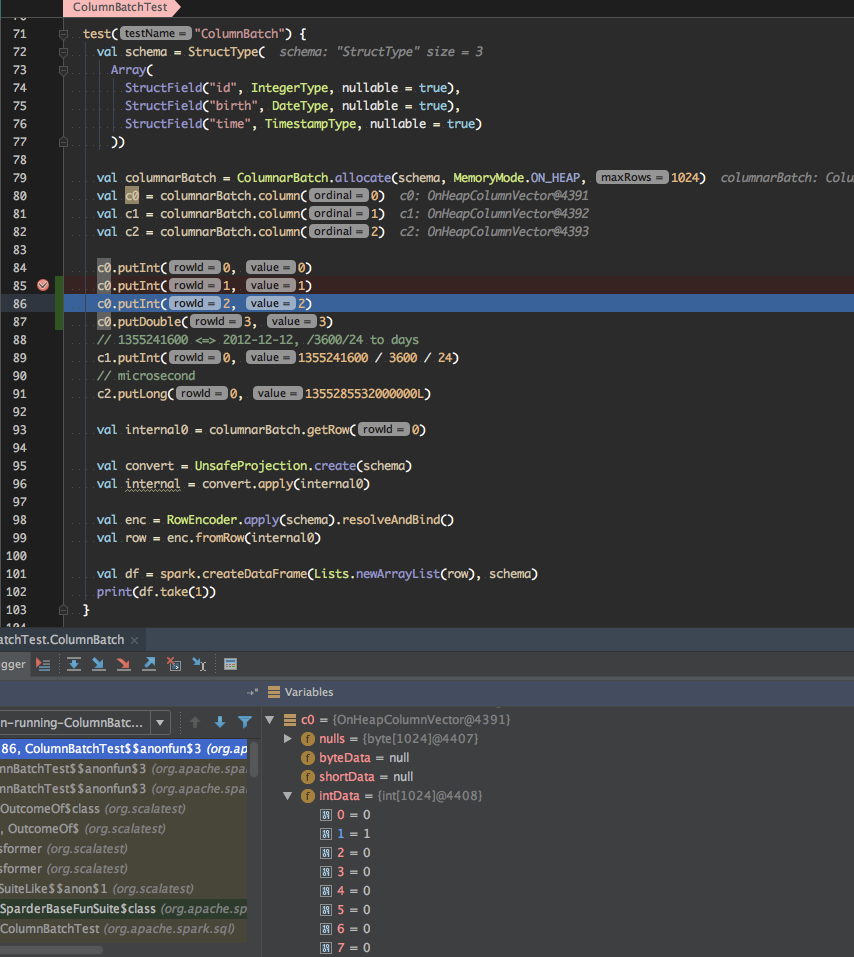 ColumnBatchTest
71 test( testName = "ColumnBatch") {
72 val schema = StructType( schema: "StructType" size = 3
73 Array(
74 StructField("id", IntegerType, nullable = true),
75 StructField("birth", DateType, nullable = true),
76 StructField("time", TimestampType, nullable = true)
77 ))
78
79 val columnarBatch = ColumnarBatch.allocate(schema, MemoryMode.ON_HEAP, maxRows = 1024) columnarBatch: Colu
80 val c0 = columnarBatch.column( ordinal = 0) c0: OnHeapColumnVector@4391
81 val c1 = columnarBatch.column( ordinal = 1) c1: OnHeapColumnVector@4392
82 val c2 = columnarBatch.column( ordinal = 2) c2: OnHeapColumnVector@4393
83
84 c0.putInt( rowId = 0, value = 0)
85 c0.putInt( rowId = 1, value = 1)
86 c0.putInt( rowId = 2, value = 2)
87 c0.putDouble( rowId = 3, value = 3)
88 // 1355241600 <=> 2012-12-12, /3600/24 to days
89 c1.putInt( rowId = 0, value = 1355241600 / 3600 / 24)
90 // microsecond
91 c2.putLong( rowId = 0, value = 1355285532000000L)
92
93 val internal0 = columnarBatch.getRow( rowId = 0)
94
95 val convert = UnsafeProjection.create(schema)
96 val internal = convert.apply(internal0)
97
98 val enc = RowEncoder.apply(schema).resolveAndBind()
99 val row = enc.fromRow(internal0)
100
101 val df = spark.createDataFrame(Lists.newArrayList(row), schema)
102 print(df.take(1))
103 }
atchTest.ColumnBatch ×
gger
Variables
n-running-ColumnBatc...
86, ColumnBatchTest$$anonfun$3 (org.ap
mnBatchTest$$anonfun$3 (org.apache.spa
mnBatchTest$$anonfun$3 (org.apache.spa
OutcomeOf$class (org.scalatest)
, OutcomeOf$ (org.scalatest)
sformer (org.scalatest)
sformer (org.scalatest)
SuiteLike$$anon$1 (org.scalatest)
SparderBaseFunSuite$class (org.apache.sp
ColumnBatchTest (org.apache.spark.sql)
c0 = {OnHeapColumnVector@4391}
nulls = {byte[1024]@4407}
byteData = null
shortData = null
intData = {int[1024]@4408}
0 = 0
1 = 1
2 = 0
3 = 0
4 = 0
5 = 0
6 = 0
7 = 0